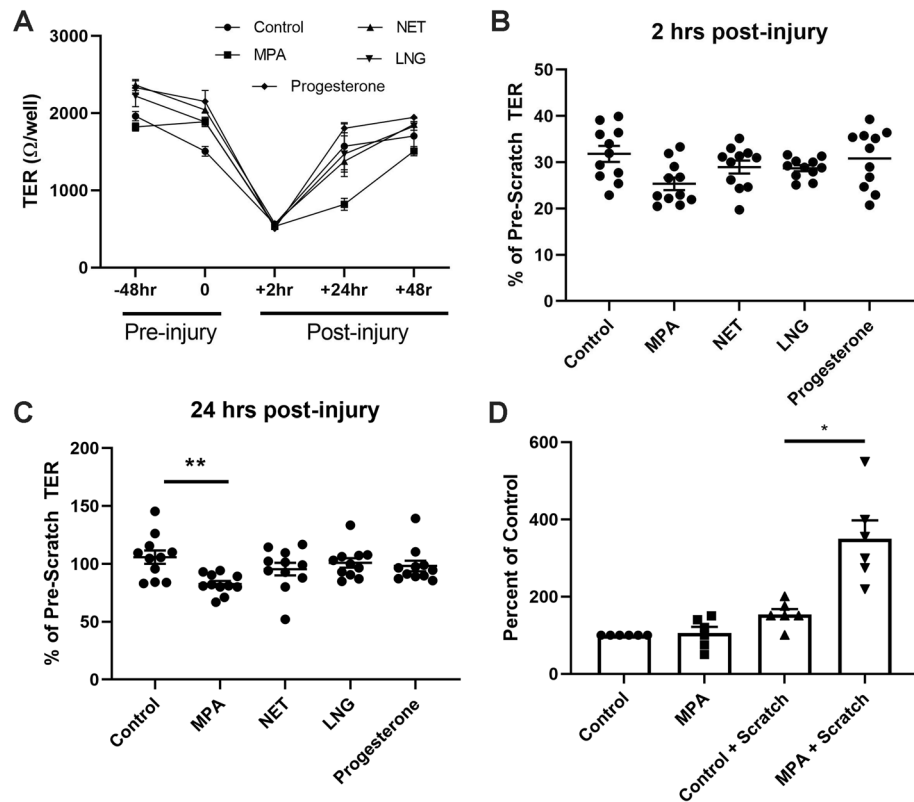 A
Control
NET
MPA
LNG
Progesterone
TER (Ω/well)
3000
2000
1000
0
-48hr 0 +2hr +24hr +48r
Pre-injury Post-injury
B
2 hrs post-injury
% of Pre-Scratch TER
50
40
30
20
10
0
Control MPA NET LNG Progesterone
C
24 hrs post-injury
% of Pre-Scratch TER
200
150
100
50
0
**
Control MPA NET LNG Progesterone
D
Percent of Control
600
400
200
0
*
Control MPA Control + Scratch MPA + Scratch